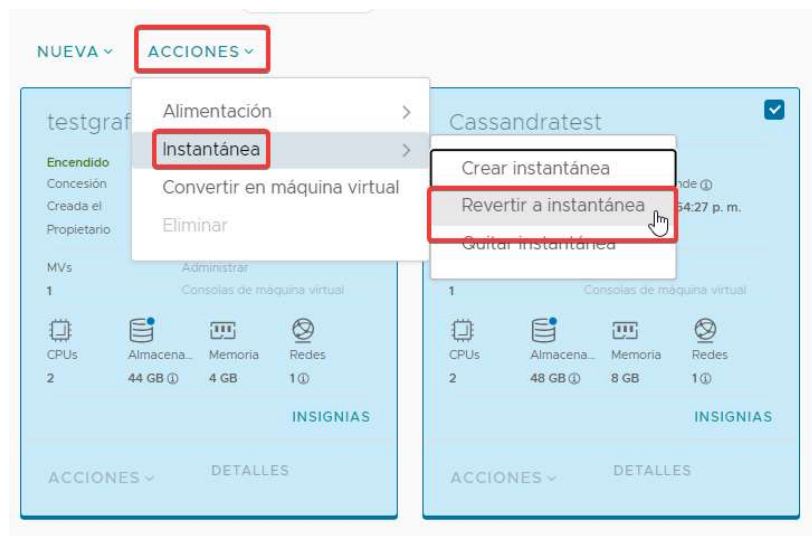 NUEVA ACCIONES
testgraf
Encendido
Concesión
Creada el
Propietario
MVs
1
Administrar
Consolas de máquina virtual
CPUs
2
Almacena...
44 GB
Memoria
4 GB
Redes
1
INSIGNIAS
ACCIONES DETALLES
Alimentación
Instantánea
Convertir en máquina virtual
Eliminar
Crear instantánea
Revertir a instantánea
Quitar instantánea
Cassandratest
54:27 p. m.
1
Consolas de máquina virtual
CPUs
2
Almacena...
48 GB
Memoria
8 GB
Redes
1
INSIGNIAS
ACCIONES DETALLES